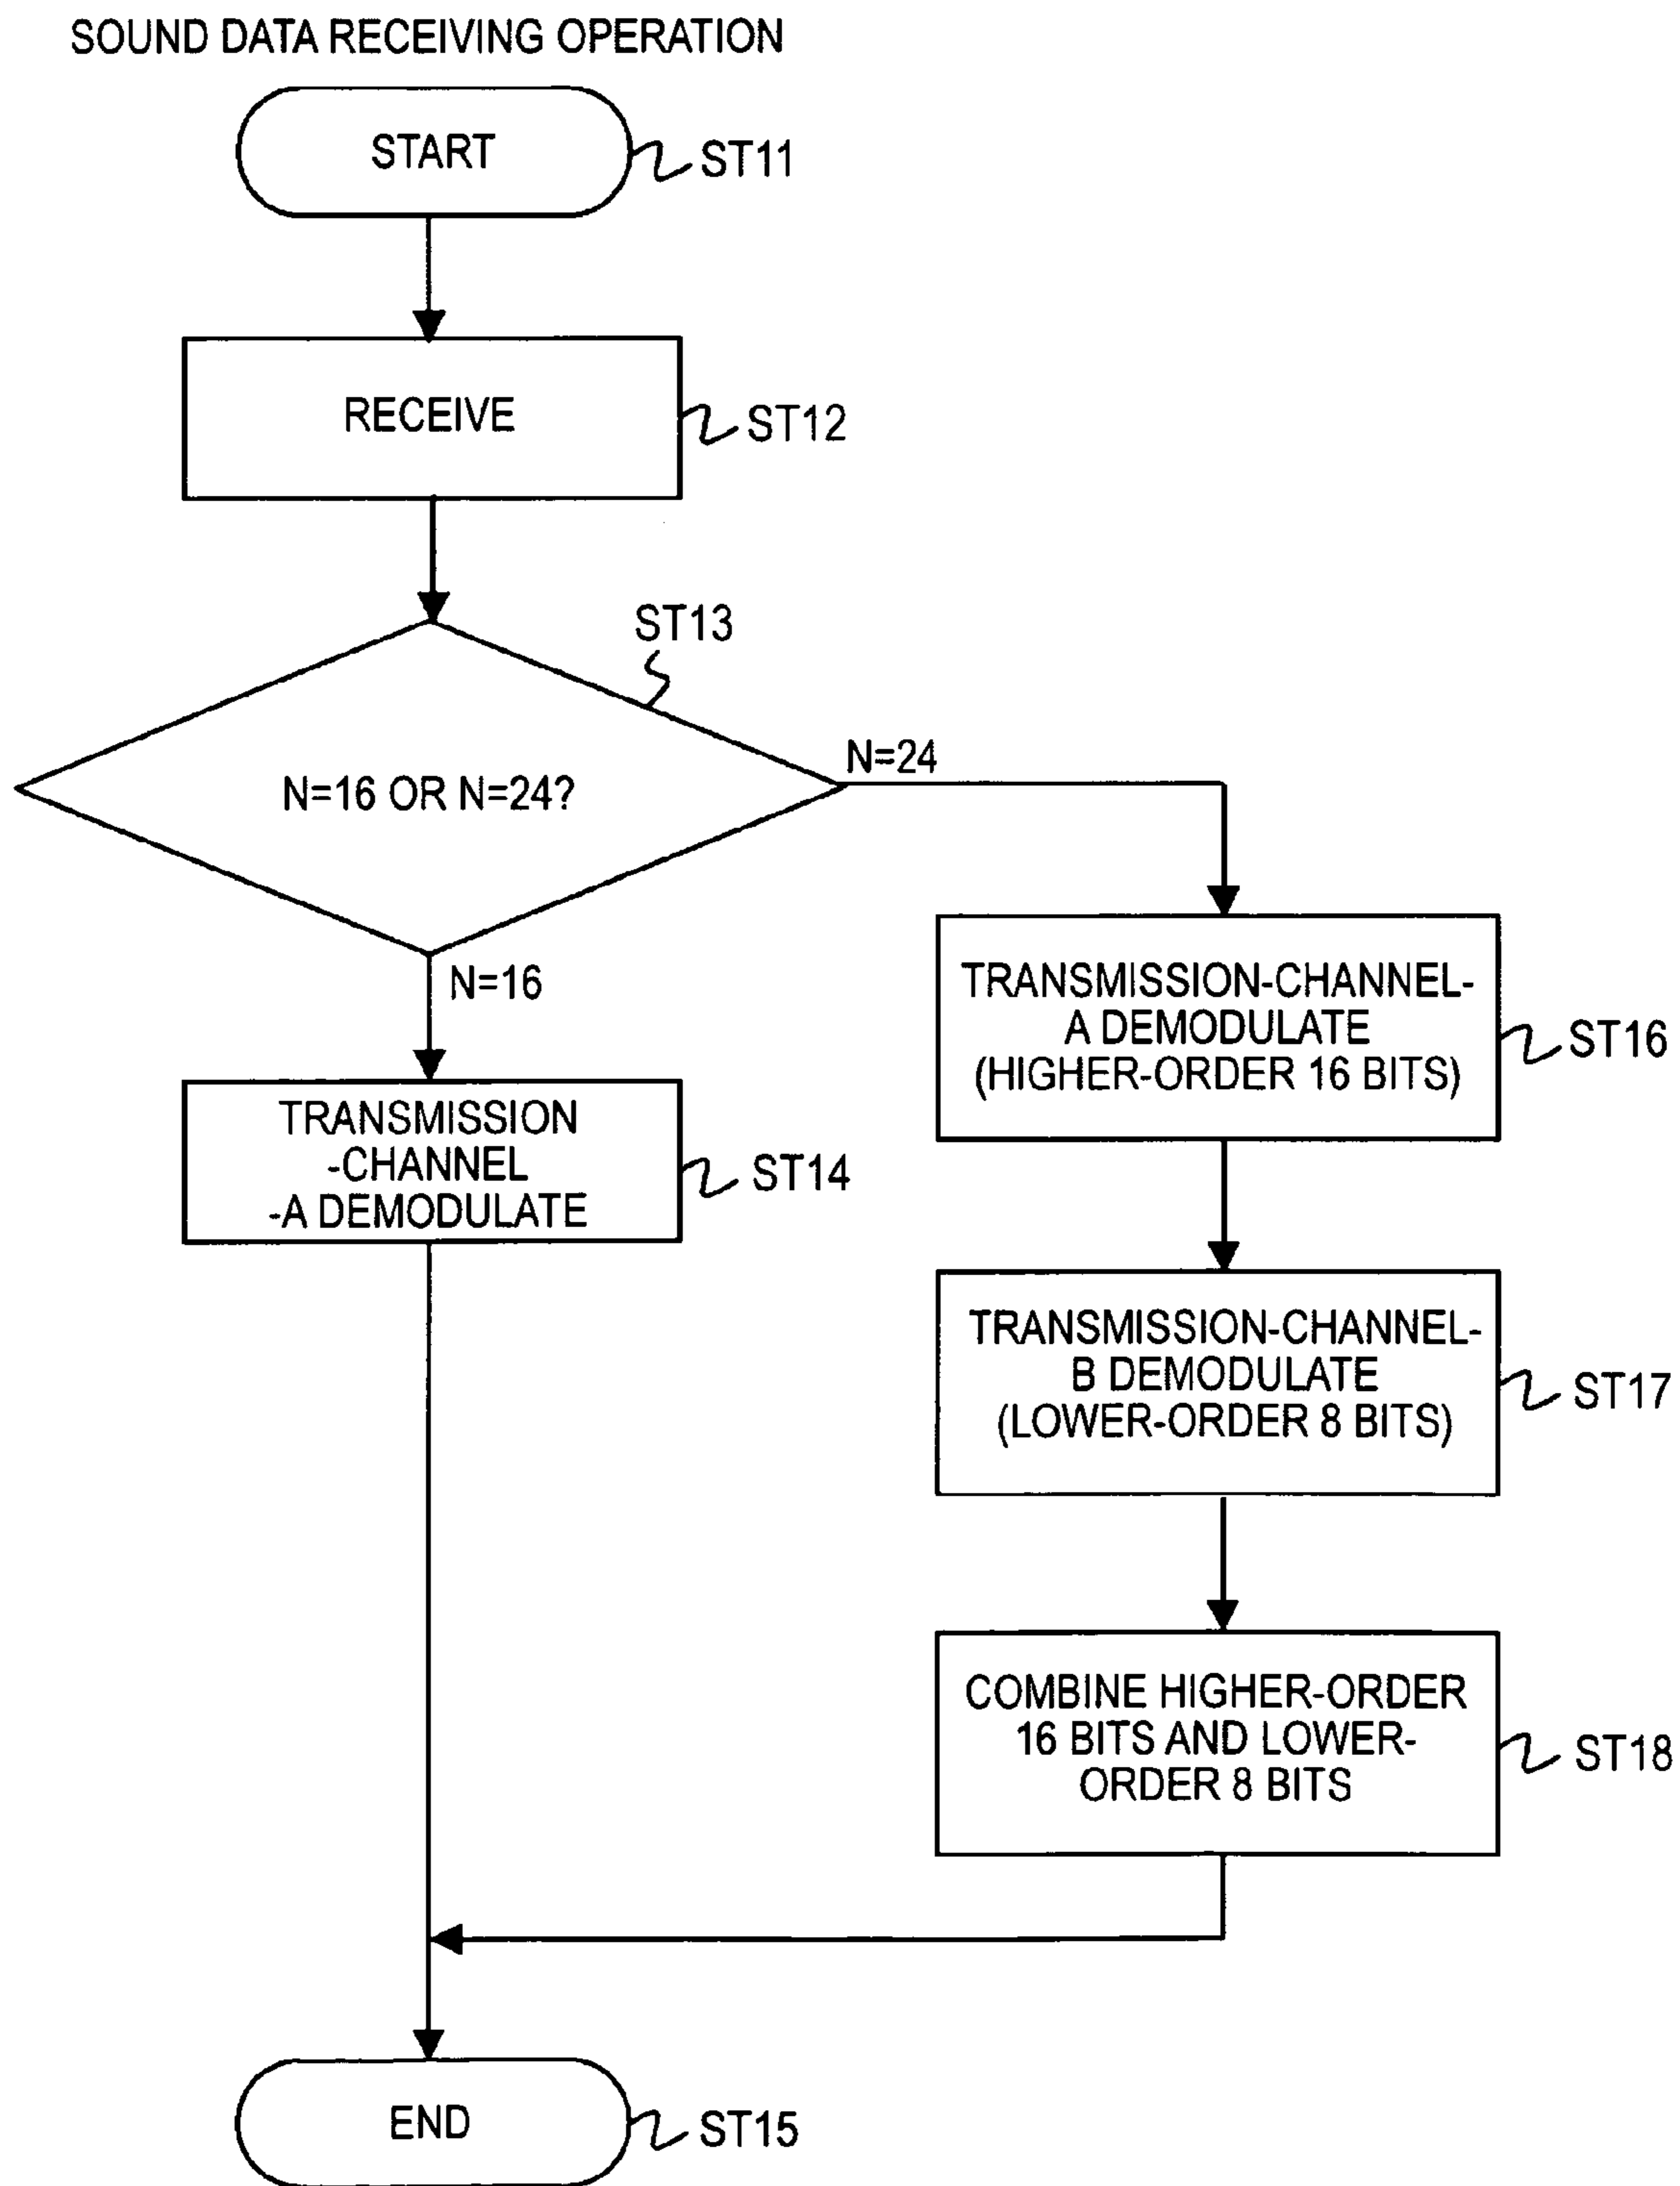 SOUND DATA RECEIVING OPERATION
START
ST11
RECEIVE
ST12
ST13
N=16 OR N=24?
N=24
N=16
TRANSMISSION
-CHANNEL
-A DEMODULATE
ST14
TRANSMISSION-CHANNEL-
A DEMODULATE
(HIGHER-ORDER 16 BITS)
ST16
TRANSMISSION-CHANNEL-
B DEMODULATE
(LOWER-ORDER 8 BITS)
ST17
COMBINE HIGHER-ORDER
16 BITS AND LOWER-
ORDER 8 BITS
ST18
END
ST15